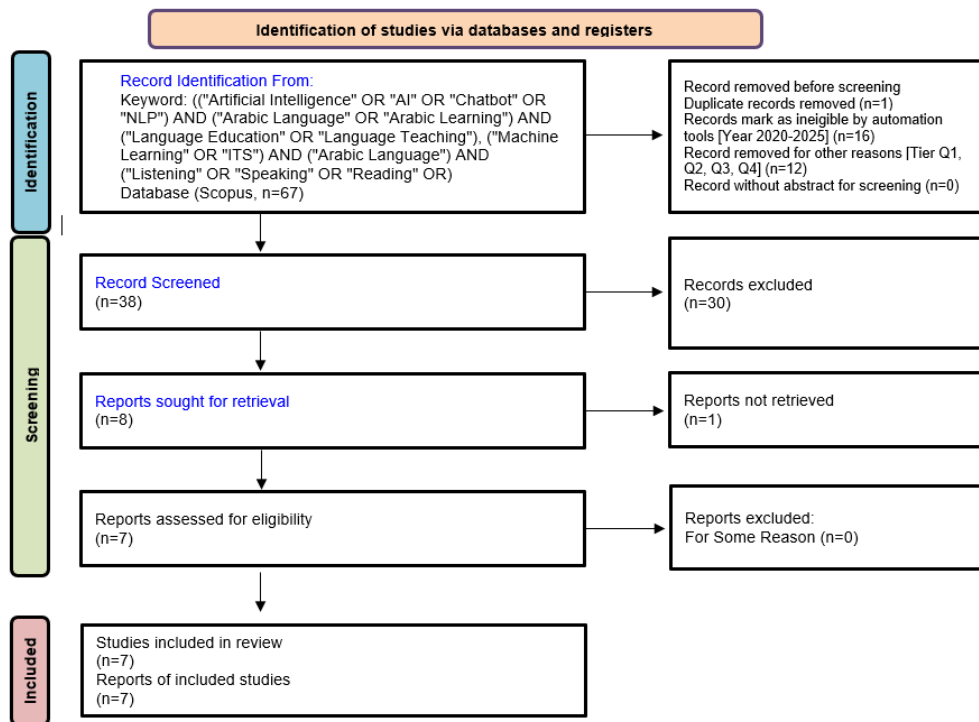 Identification of studies via databases and registers
Identification
Record Identification From:
Keyword: (("Artificial Intelligence" OR "AI" OR "Chatbot" OR
"NLP") AND ("Arabic Language" OR "Arabic Learning") AND
("Language Education" OR "Language Teaching"), ("Machine
Learning" OR "ITS") AND ("Arabic Language") AND
("Listening" OR "Speaking" OR "Reading" OR)
Database (Scopus, n=67)
Record removed before screening
Duplicate records removed (n=1)
Records mark as ineligible by automation
tools [Year 2020-2025] (n=16)
Record removed for other reasons [Tier Q1,
Q2, Q3, Q4] (n=12)
Record without abstract for screening (n=0)
Screening
Record Screened
(n=38)
Records excluded
(n=30)
Reports sought for retrieval
(n=8)
Reports not retrieved
(n=1)
Reports assessed for eligibility
(n=7)
Reports excluded:
For Some Reason (n=0)
Included
Studies included in review
(n=7)
Reports of included studies
(n=7)